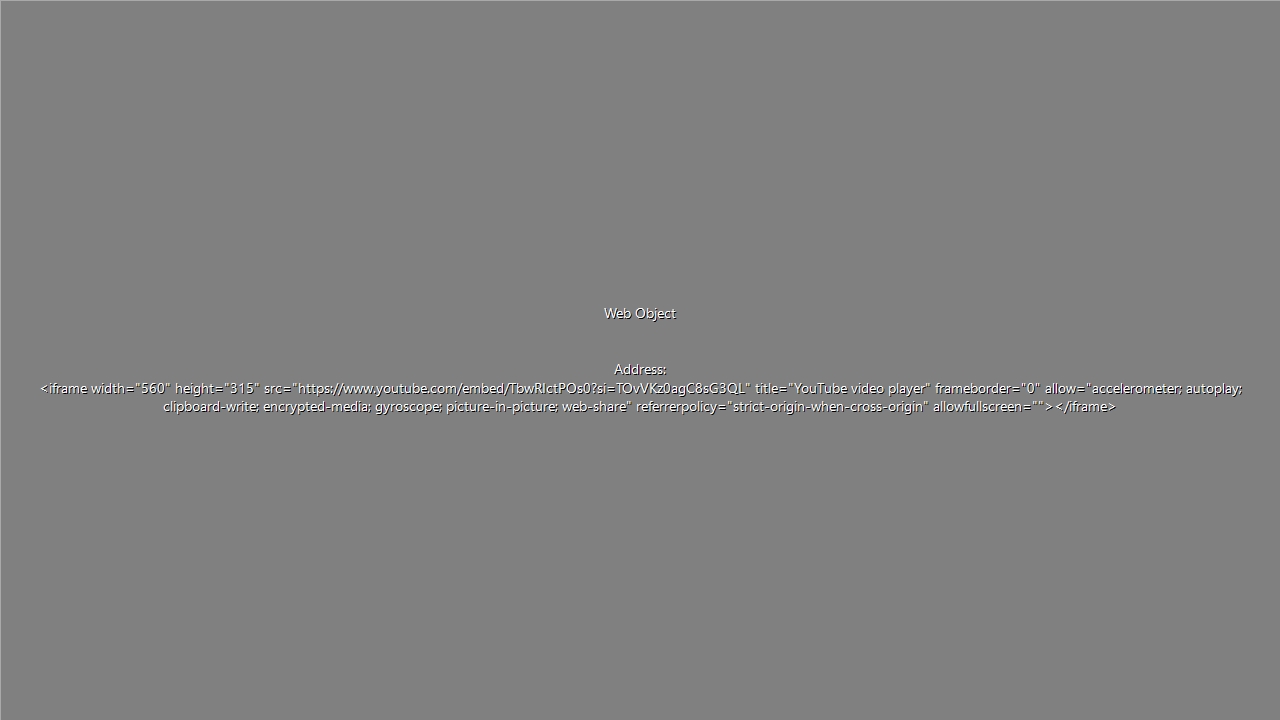 Web Object
Address:
<iframe width="560" height="315" src="https://www.youtube.com/embed/TbwRIctPOs0?si=TOvVKz0agC8sG3QL" title="YouTube video player" frameborder="0" allow="accelerometer; autoplay;
clipboard-write; encrypted-media; gyroscope; picture-in-picture; web-share" referrerpolicy="strict-origin-when-cross-origin" allowfullscreen=""></iframe>